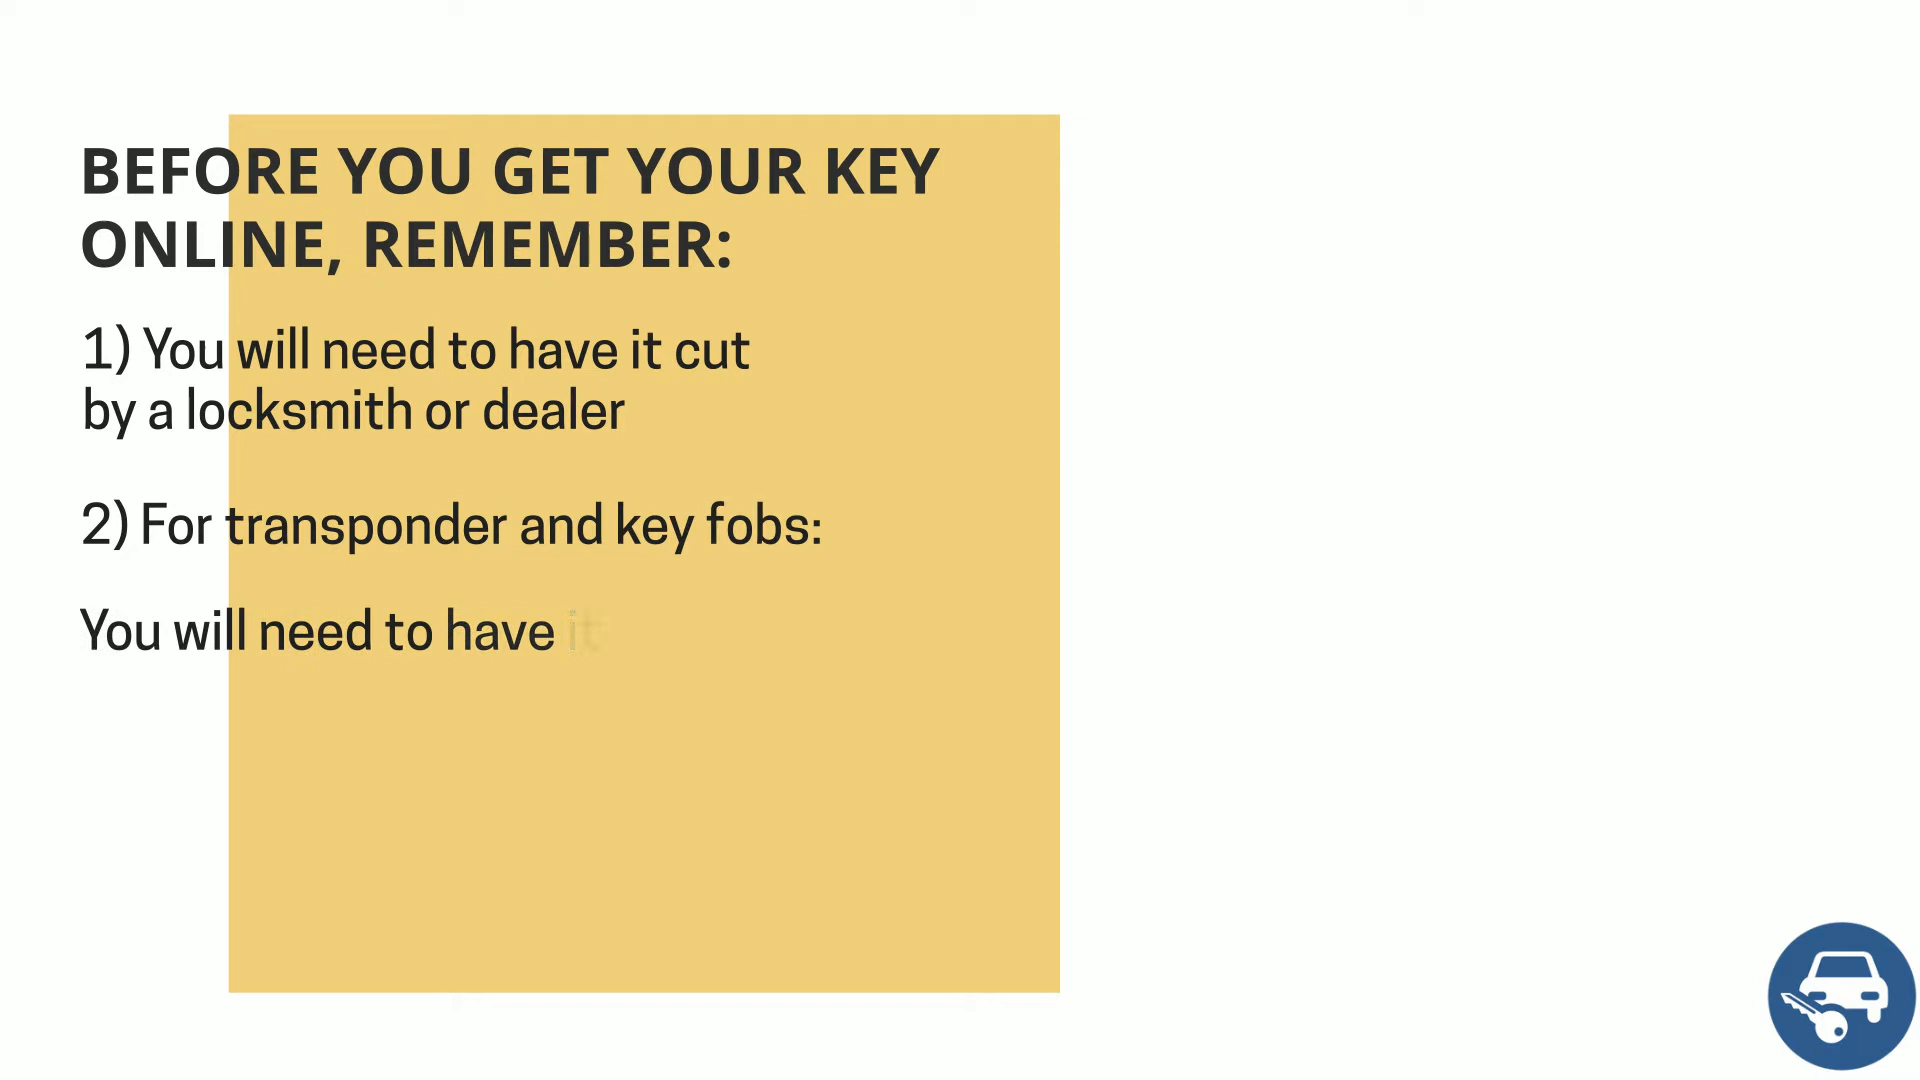 BEFORE YOU GET YOUR KEY
ONLINE, REMEMBER:
1) You will need to have it cut
by a locksmith or dealer
2) For transponder and key fobs:
You will need to have it